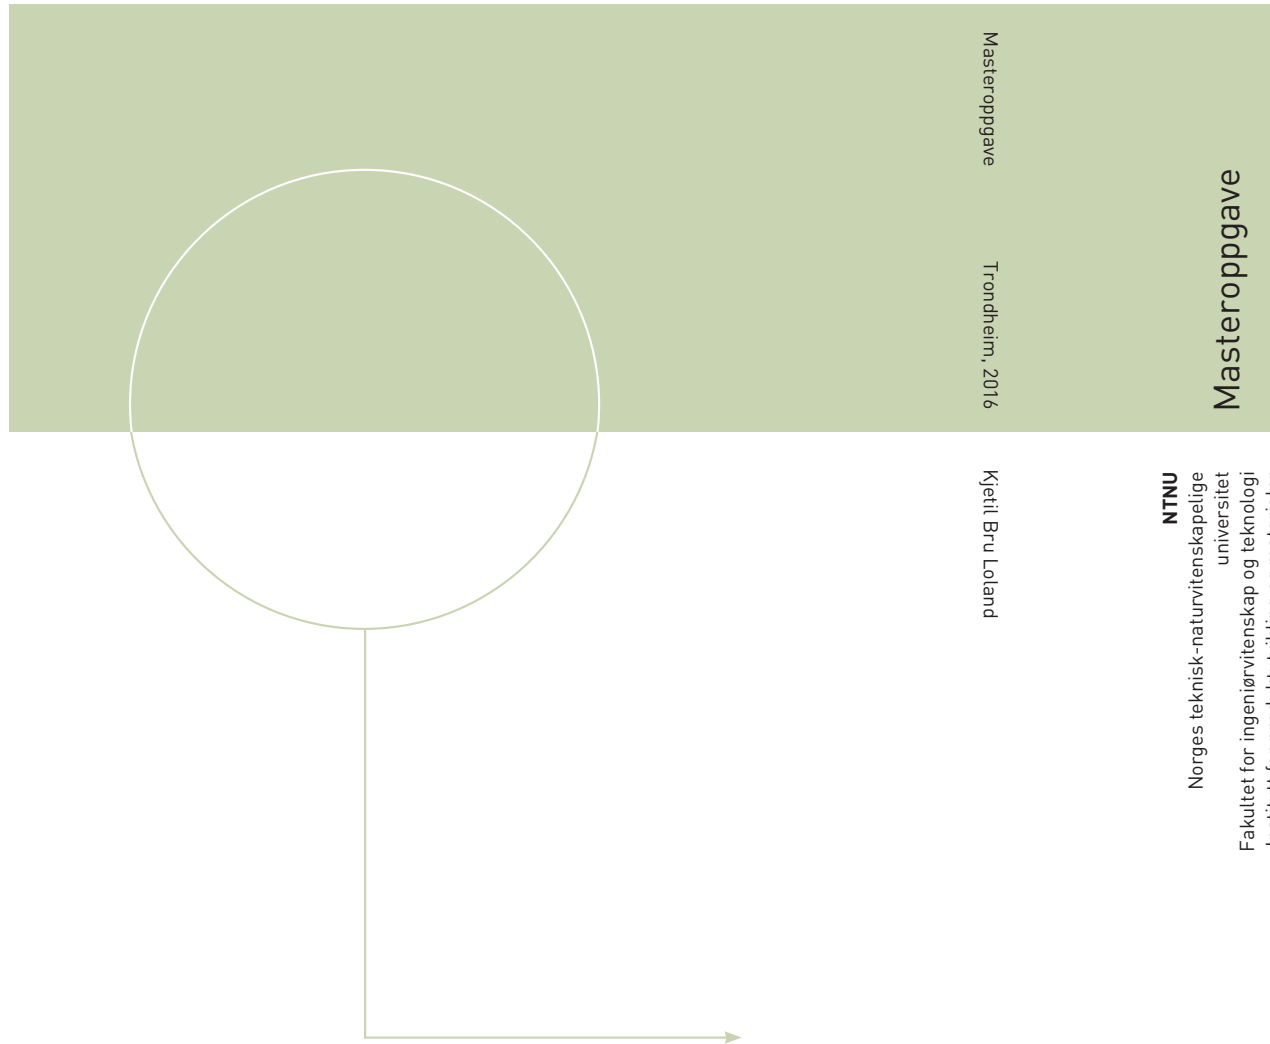 Masteroppgave
Trondheim, 2016
Kjetil Bru Loland
Masteroppgave
NTNU
Norges teknisk-naturvitenskapelige
universitet
Fakultet for ingeniørvitenskap og teknologi